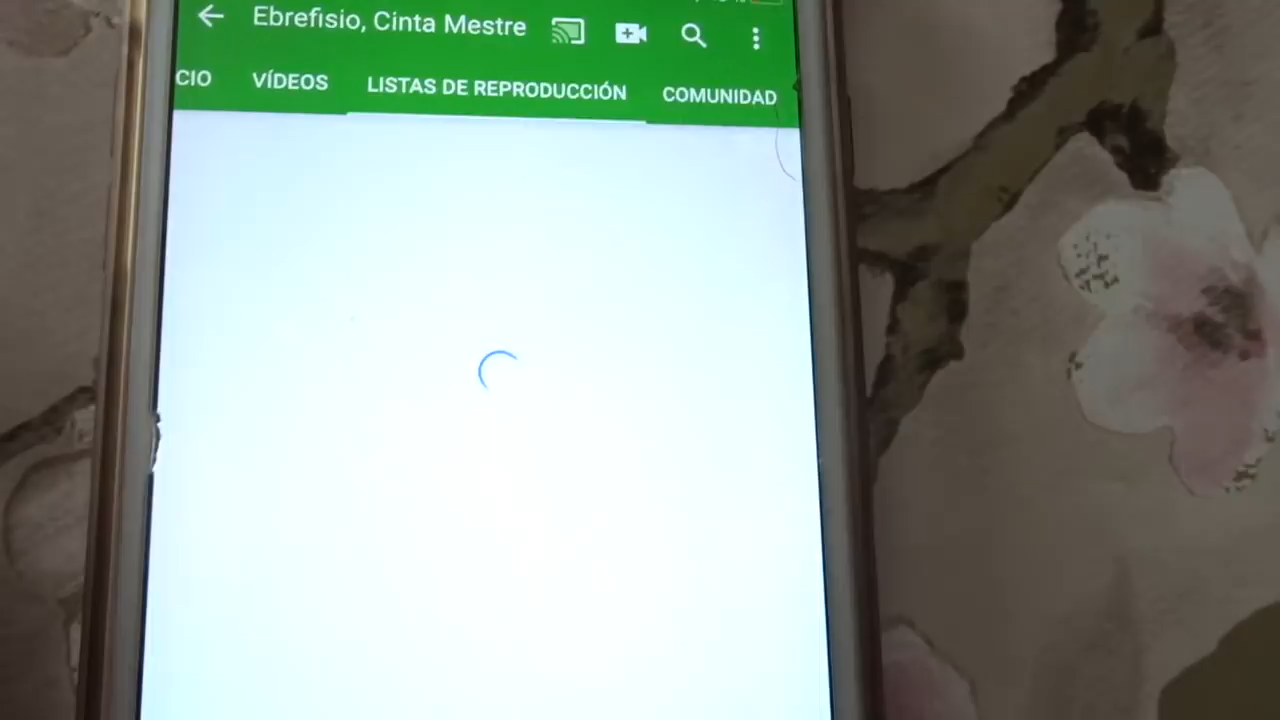 Ebrefisio, Cinta Mestre
CIO VÍDEOS LISTAS DE REPRODUCCIÓN COMUNIDAD